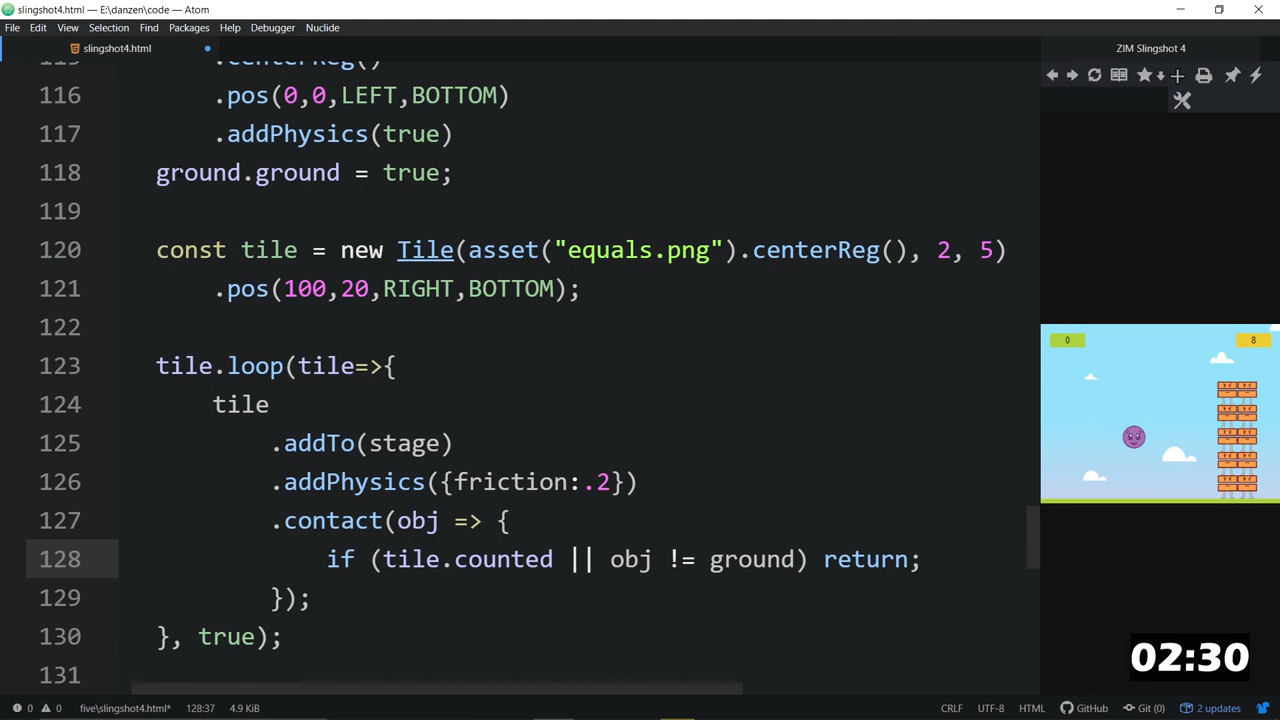 slingshot4.html — E:\danzen\code — Atom
File Edit View Selection Find Packages Help Debugger Nuclide
slingshot4.html
ZIM Slingshot 4
115 .centerReg()
116 .pos(0,0,LEFT,BOTTOM)
117 .addPhysics(true)
118 ground.ground = true;
119
120 const tile = new Tile(asset("equals.png").centerReg(), 2, 5)
121 .pos(100,20,RIGHT,BOTTOM);
122
123 tile.loop(tile=>{
124 tile
125 .addTo(stage)
126 .addPhysics({friction:.2})
127 .contact(obj => {
128 if (tile.counted || obj != ground) return;
129 });
130 }, true);
131
0
8
02:30
0 0 five\slingshot4.html* 128:37 4.9 KiB CRLF UTF-8 HTML GitHub Git (0) 2 updates